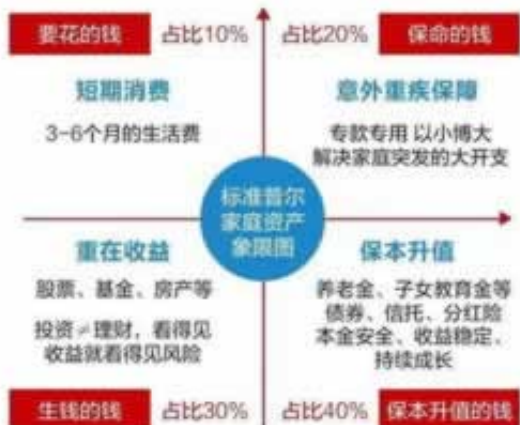 要花的钱 占比10%
占比20% 保命的钱
短期消费
3-6个月的生活费
意外重疾保障
专款专用 以小博大
解决家庭突发的大开支
标准普尔
家庭资产
象限图
重在收益
股票、基金、房产等
投资≠理财，看得见
收益就看得见风险
保本升值
养老金、子女教育金等
债券、信托、分红险
本金安全、收益稳定、
持续成长
生钱的钱 占比30%
占比40% 保本升值的钱